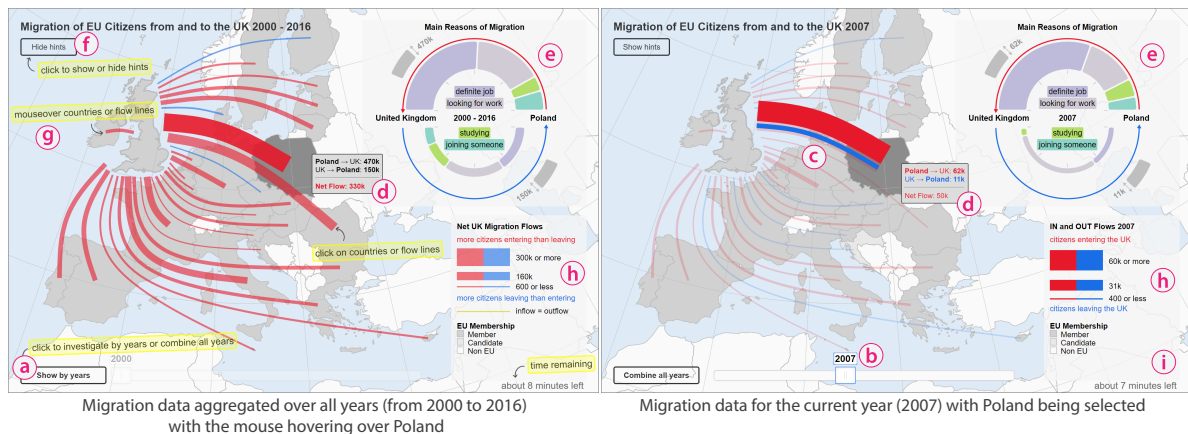 Migration of EU Citizens from and to the UK 2000 - 2016
Hide hints
f
click to show or hide hints
mouseover countries or flow lines
g
Main Reasons of Migration
470k
e
definite job
looking for work
United Kingdom
2000 - 2016
Poland
studying
joining someone
150k
Poland → UK: 470k
UK → Poland: 150k
Net Flow: 330k
d
click on countries or flow lines
Net UK Migration Flows
more citizens entering than leaving
300k or more
160k
600 or less
more citizens leaving than entering
inflow = outflow
h
EU Membership
Member
Candidate
Non EU
click to investigate by years or combine all years
a
2000
Show by years
time remaining
about 8 minutes left
Migration data aggregated over all years (from 2000 to 2016)
with the mouse hovering over Poland
Migration of EU Citizens from and to the UK 2007
Show hints
Main Reasons of Migration
62k
e
definite job
looking for work
United Kingdom
2007
Poland
studying
joining someone
11k
c
Poland → UK: 62k
UK → Poland: 11k
Net Flow: 50k
d
IN and OUT Flows 2007
citizens entering the UK
60k or more
31k
400 or less
citizens leaving the UK
h
EU Membership
Member
Candidate
Non EU
2007
b
i
Combine all years
about 7 minutes left
Migration data for the current year (2007) with Poland being selected